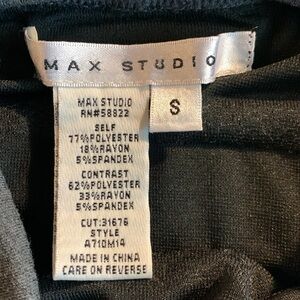 MAX STUDIO
S
MAX STUDIO
RN#58822
SELF
77%POLYESTER
18%RAYON
5%SPANDEX
CONTRAST
62%POLYESTER
33%RAYON
5%SPANDEX
CUT:31676
STYLE
A710M14
MADE IN CHINA
CARE ON REVERSE